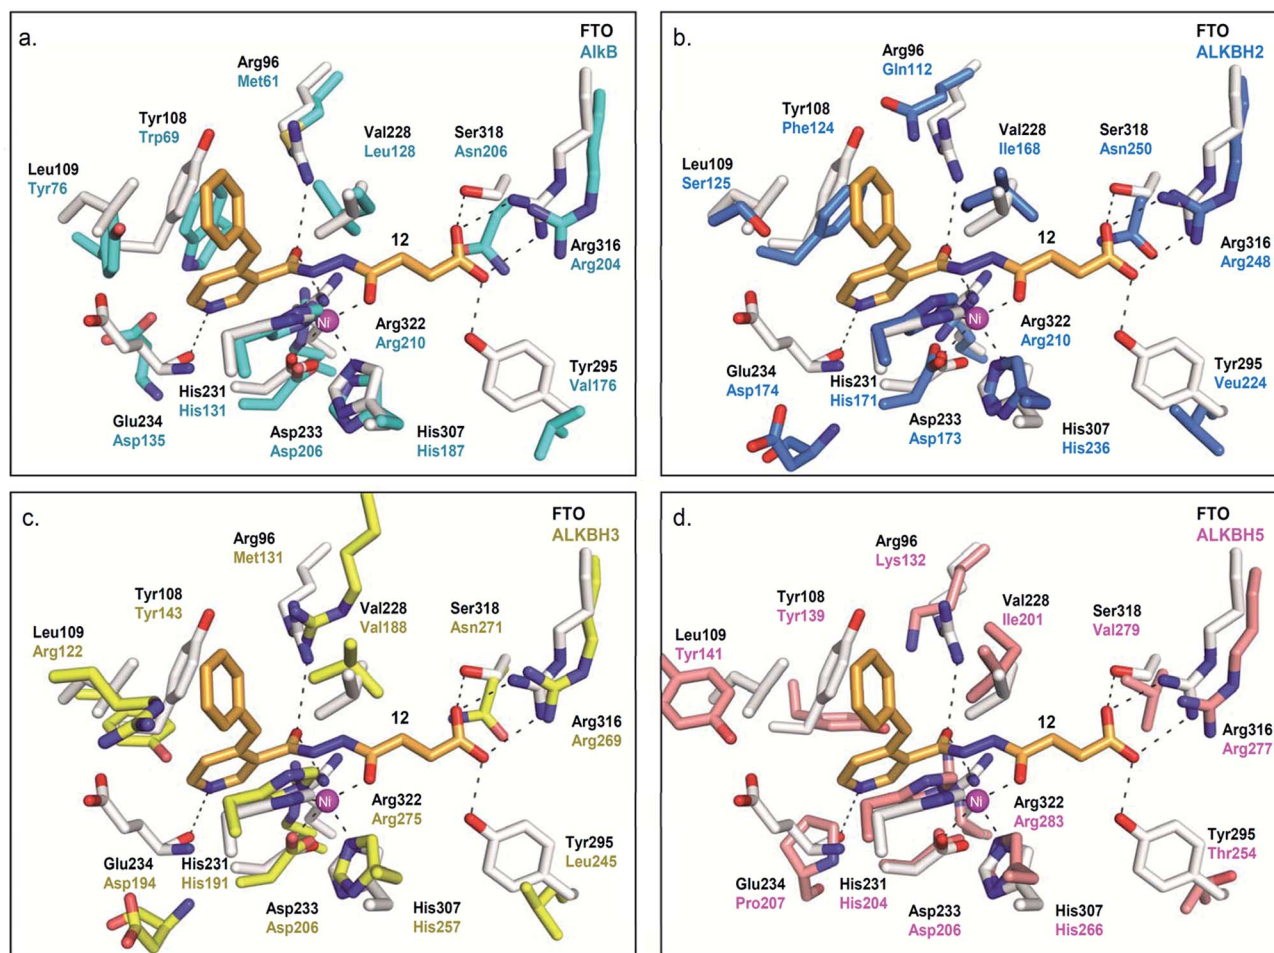 a.
FTO
AlkB
Arg96
Met61
Tyr108
Trp69
Val228
Leu128
Ser318
Asn206
Leu109
Tyr76
12
Arg316
Arg204
Ni
Arg322
Arg210
Tyr295
Val176
His231
His131
Glu234
Asp135
Asp233
Asp206
His307
His187
b.
FTO
ALKBH2
Arg96
Gln112
Tyr108
Phe124
Val228
Ile168
Ser318
Asn250
Leu109
Ser125
12
Arg316
Arg248
Ni
Arg322
Arg210
Tyr295
Veu224
Glu234
Asp174
His231
His171
Asp233
Asp173
His307
His236
c.
FTO
ALKBH3
Arg96
Met131
Tyr108
Tyr143
Val228
Val188
Ser318
Asn271
Leu109
Arg122
12
Arg316
Arg269
Ni
Arg322
Arg275
Tyr295
Leu245
Glu234
Asp194
His231
His191
Asp233
Asp206
His307
His257
d.
FTO
ALKBH5
Arg96
Lys132
Tyr108
Tyr139
Val228
Ile201
Ser318
Val279
Leu109
Tyr141
12
Arg316
Arg277
Ni
Arg322
Arg283
Tyr295
Thr254
Glu234
Pro207
His231
His204
Asp233
Asp206
His307
His266